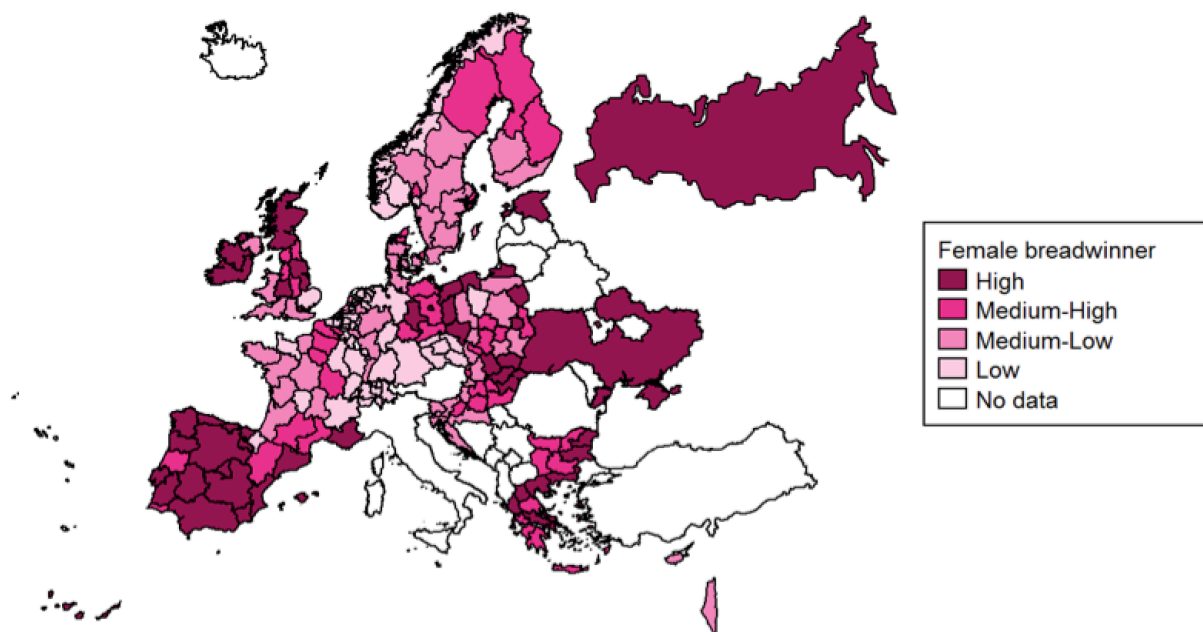 Female breadwinner
High
Medium-High
Medium-Low
Low
No data